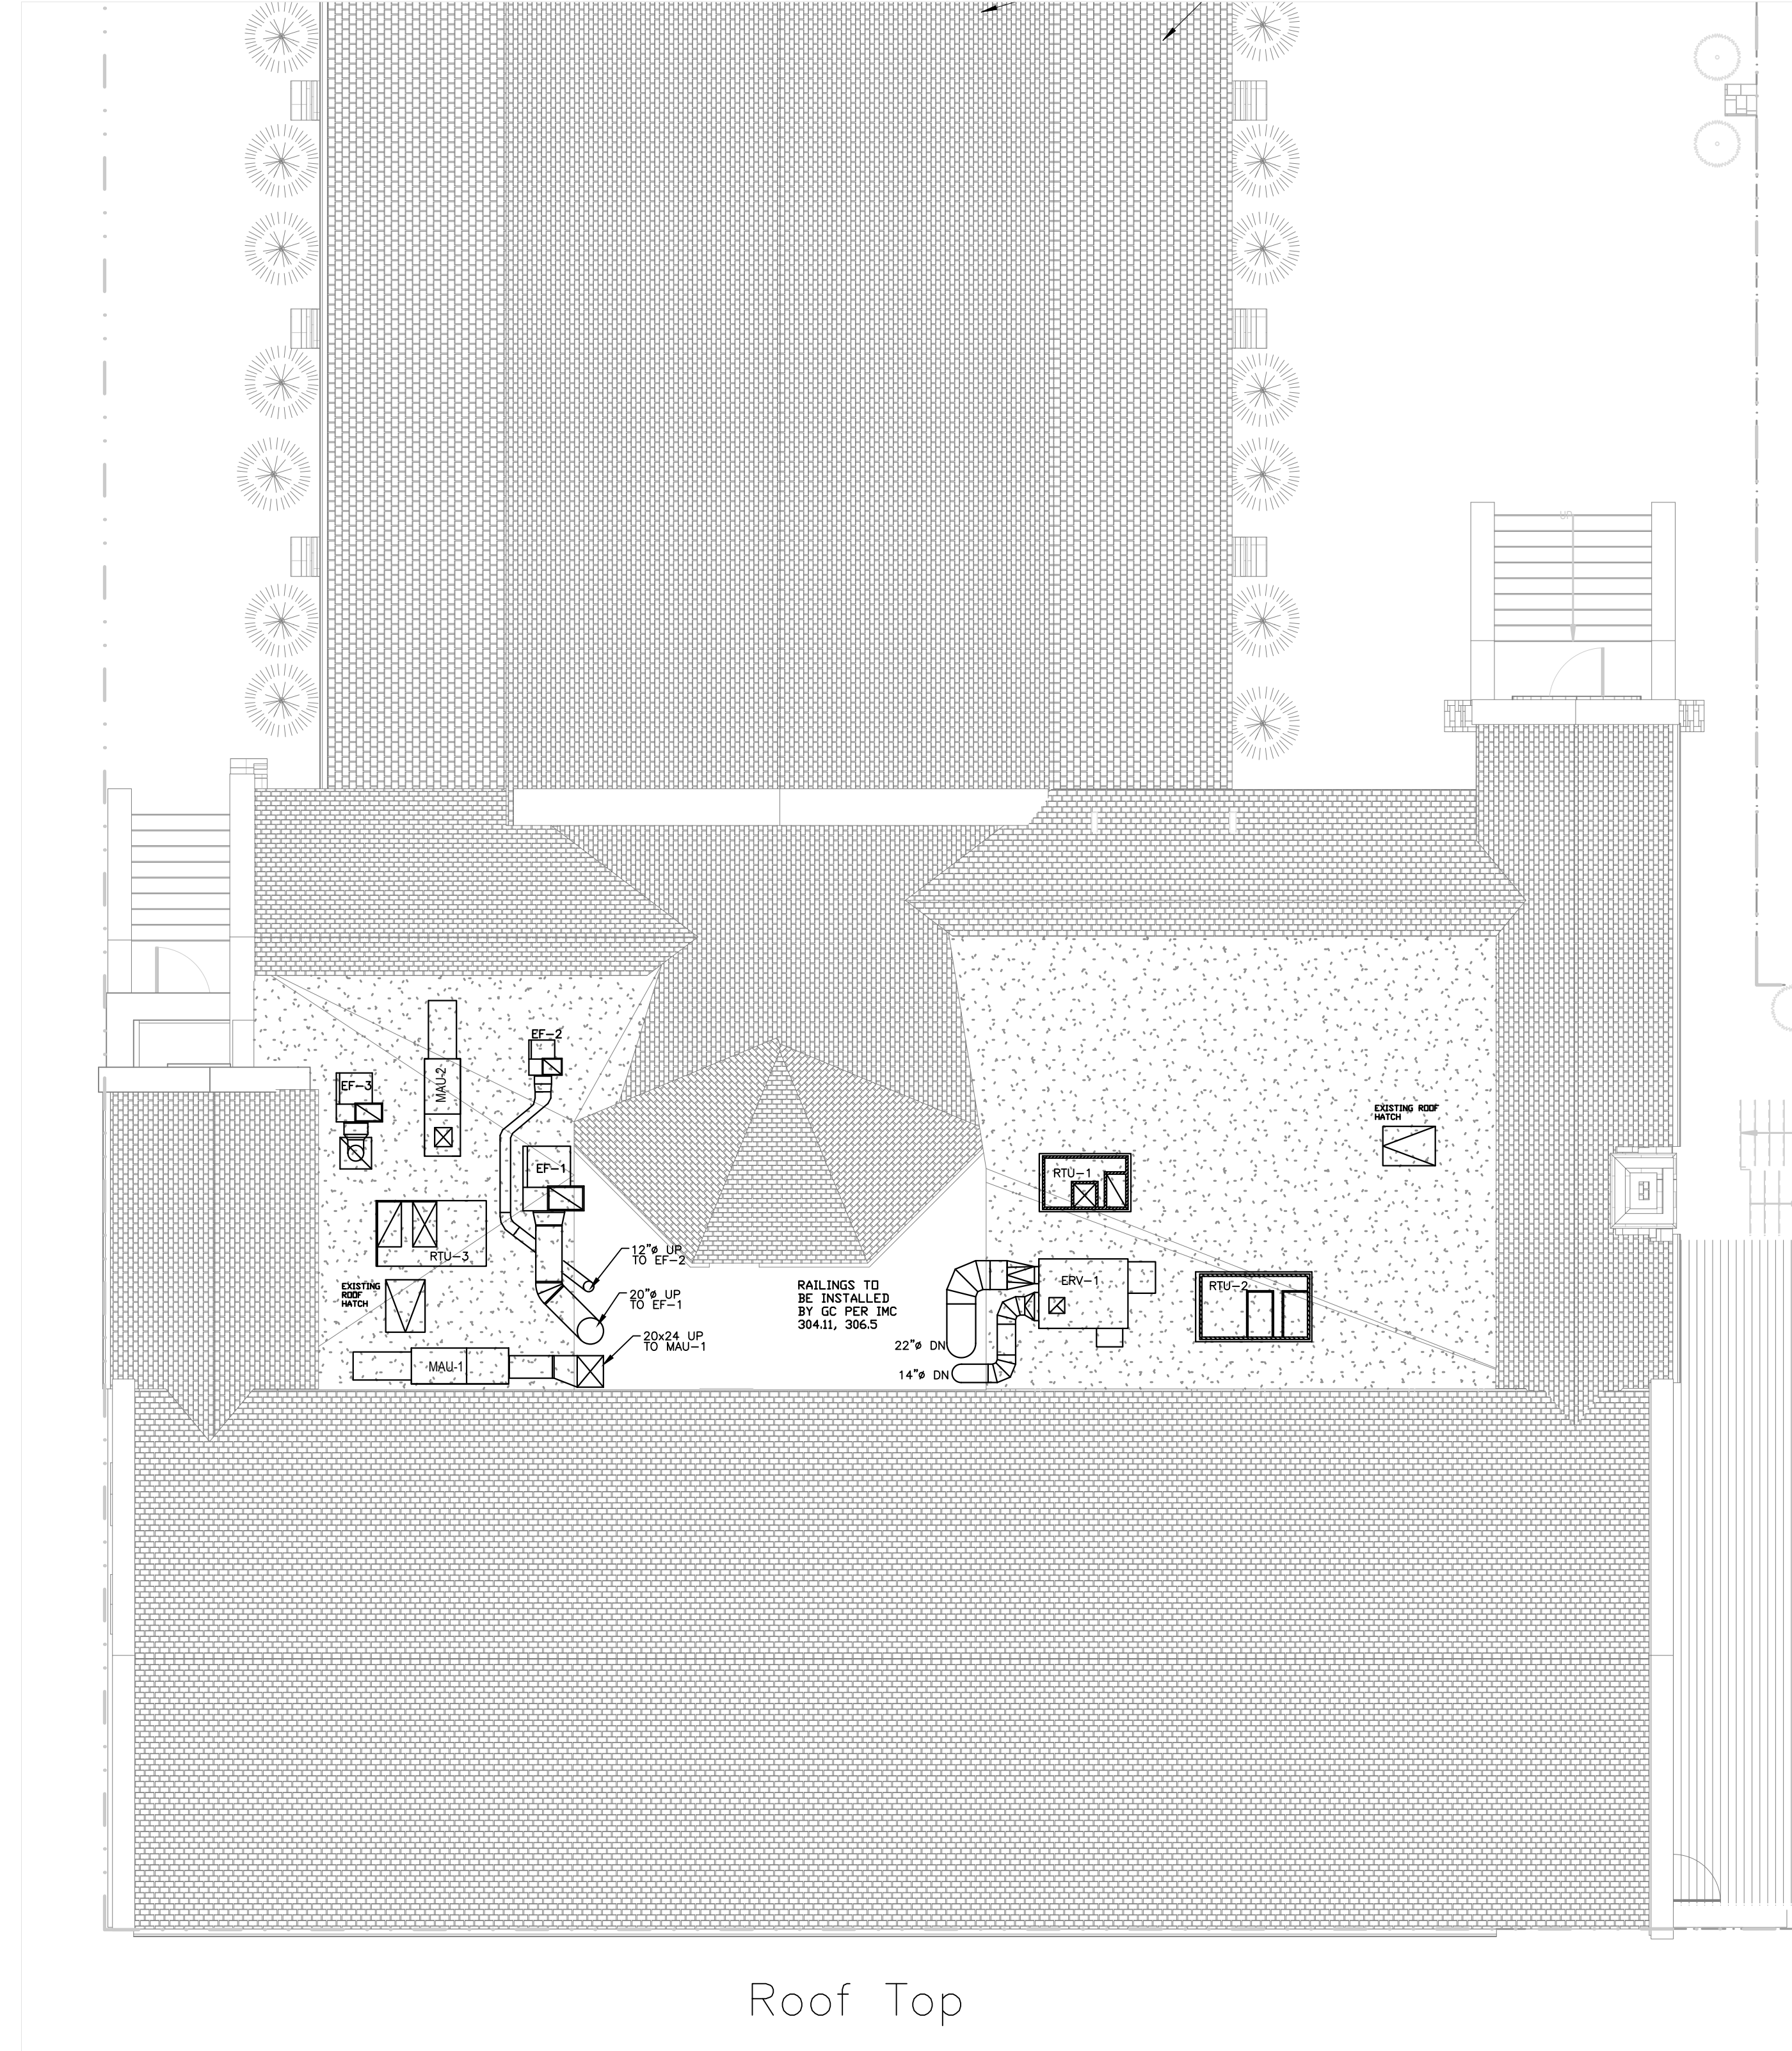 EF-2
EF-3
MAU-2
EF-1
EXISTING ROOF
HATCH
RTU-1
RTU-3
12"ø UP
TO EF-2
EXISTING
ROOF
HATCH
20"ø UP
TO EF-1
RAILINGS TO
BE INSTALLED
BY GC PER IMC
304.11, 306.5
ERV-1
RTU-2
20x24 UP
TO MAU-1
22"ø DN
MAU-1
14"ø DN
Roof Top